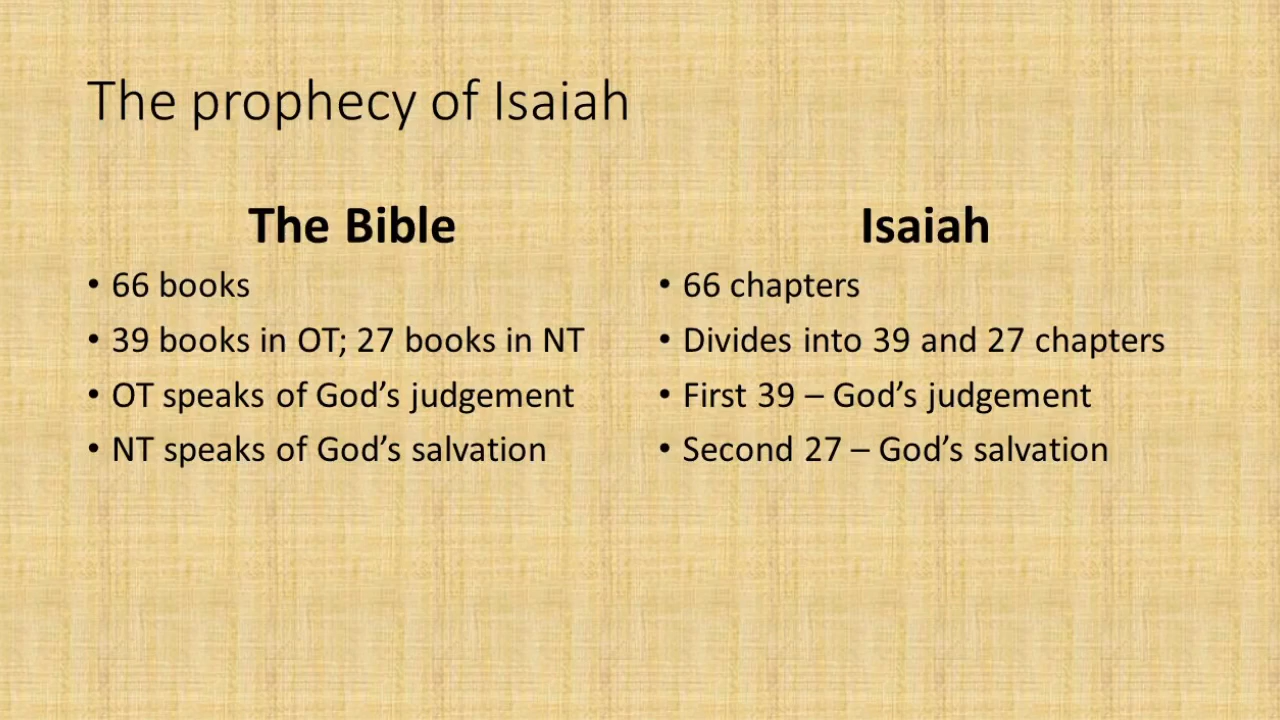 The prophecy of Isaiah
The Bible
• 66 books
• 39 books in OT; 27 books in NT
• OT speaks of God’s judgement
• NT speaks of God’s salvation
Isaiah
• 66 chapters
• Divides into 39 and 27 chapters
• First 39 – God’s judgement
• Second 27 – God’s salvation